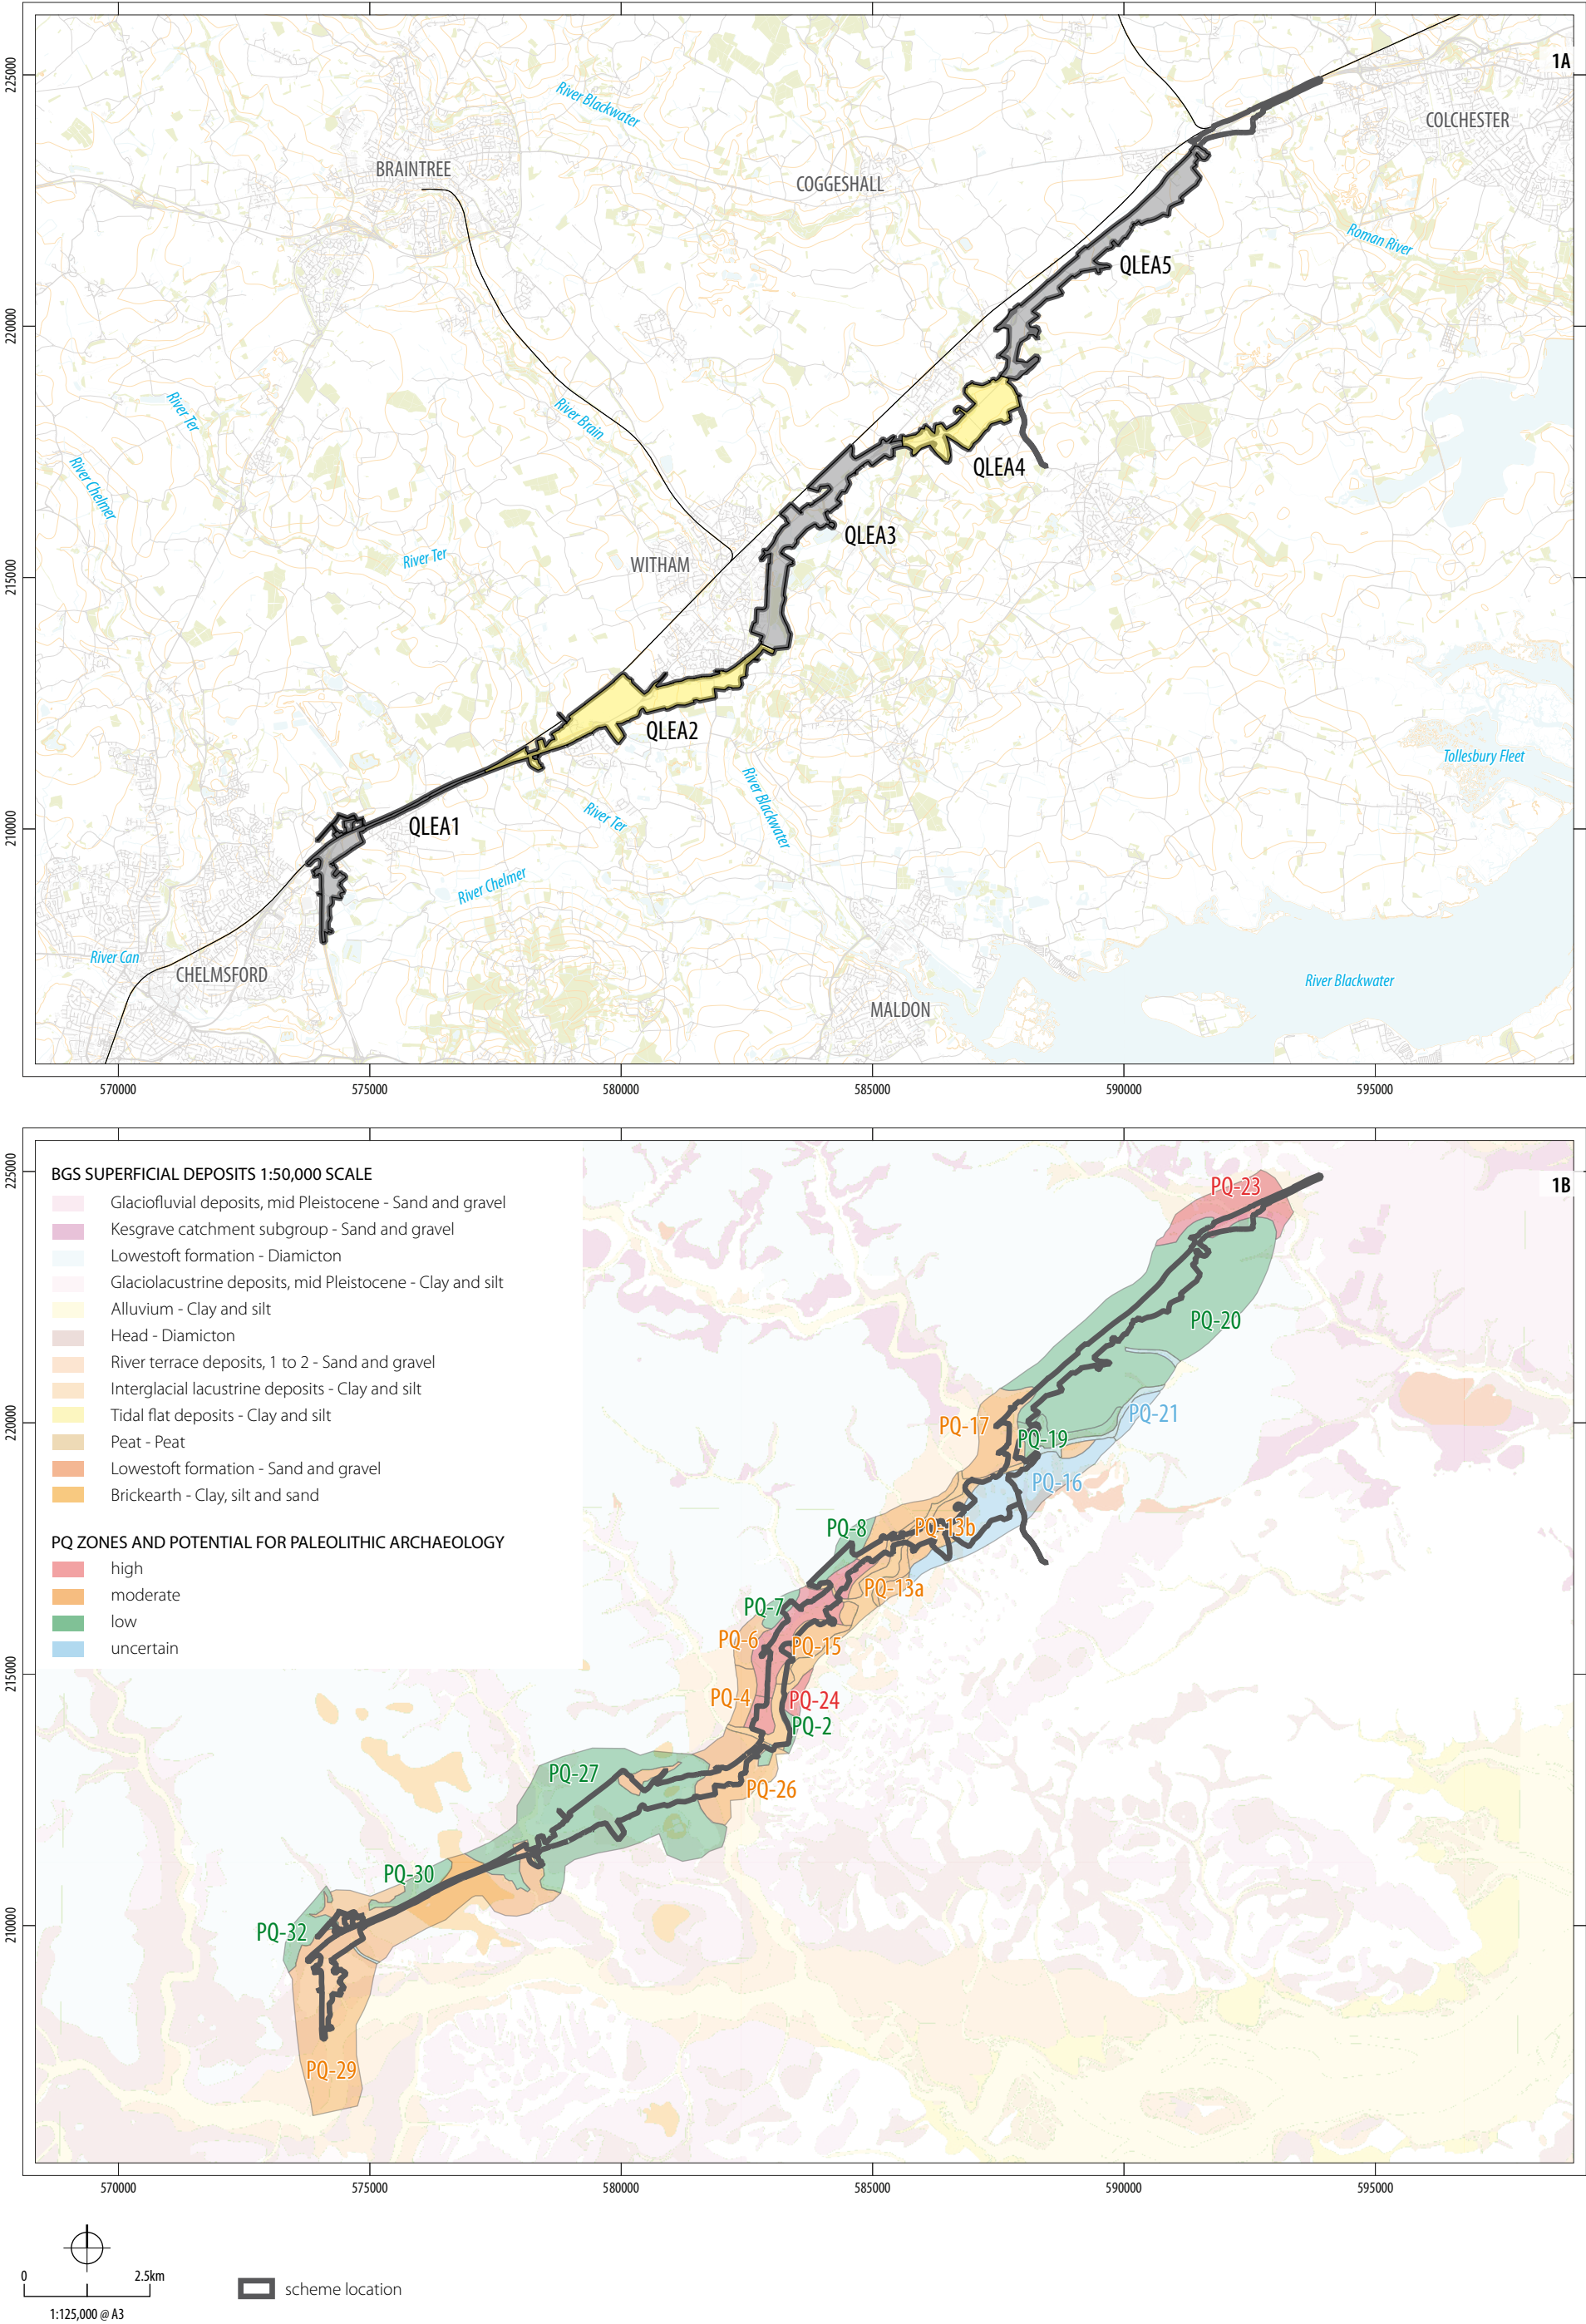 1A
225000
220000
215000
210000
River Blackwater
COLCHESTER
BRAINTREE
COGGESHALL
Roman River
QLEA5
River Ter
River Brain
River Chelmer
QLEA4
QLEA3
River Ter
WITHAM
QLEA2
Tollesbury Fleet
River Blackwater
River Ter
QLEA1
River Chelmer
River Can
CHELMSFORD
River Blackwater
MALDON
570000 575000 580000 585000 590000 595000
1B
225000
220000
215000
210000
BGS SUPERFICIAL DEPOSITS 1:50,000 SCALE
Glaciofluvial deposits, mid Pleistocene - Sand and gravel
Kesgrave catchment subgroup - Sand and gravel
Lowestoft formation - Diamicton
Glaciolacustrine deposits, mid Pleistocene - Clay and silt
Alluvium - Clay and silt
Head - Diamicton
River terrace deposits, 1 to 2 - Sand and gravel
Interglacial lacustrine deposits - Clay and silt
Tidal flat deposits - Clay and silt
Peat - Peat
Lowestoft formation - Sand and gravel
Brickearth - Clay, silt and sand
PQ ZONES AND POTENTIAL FOR PALEOLITHIC ARCHAEOLOGY
high
moderate
low
uncertain
PQ-23
PQ-20
PQ-21
PQ-17
PQ-19
PQ-16
PQ-8
PQ-13b
PQ-13a
PQ-7
PQ-6
PQ-15
PQ-4
PQ-24
PQ-2
PQ-27
PQ-26
PQ-30
PQ-32
PQ-29
570000 575000 580000 585000 590000 595000
0 2.5km
1:125,000 @ A3
scheme location